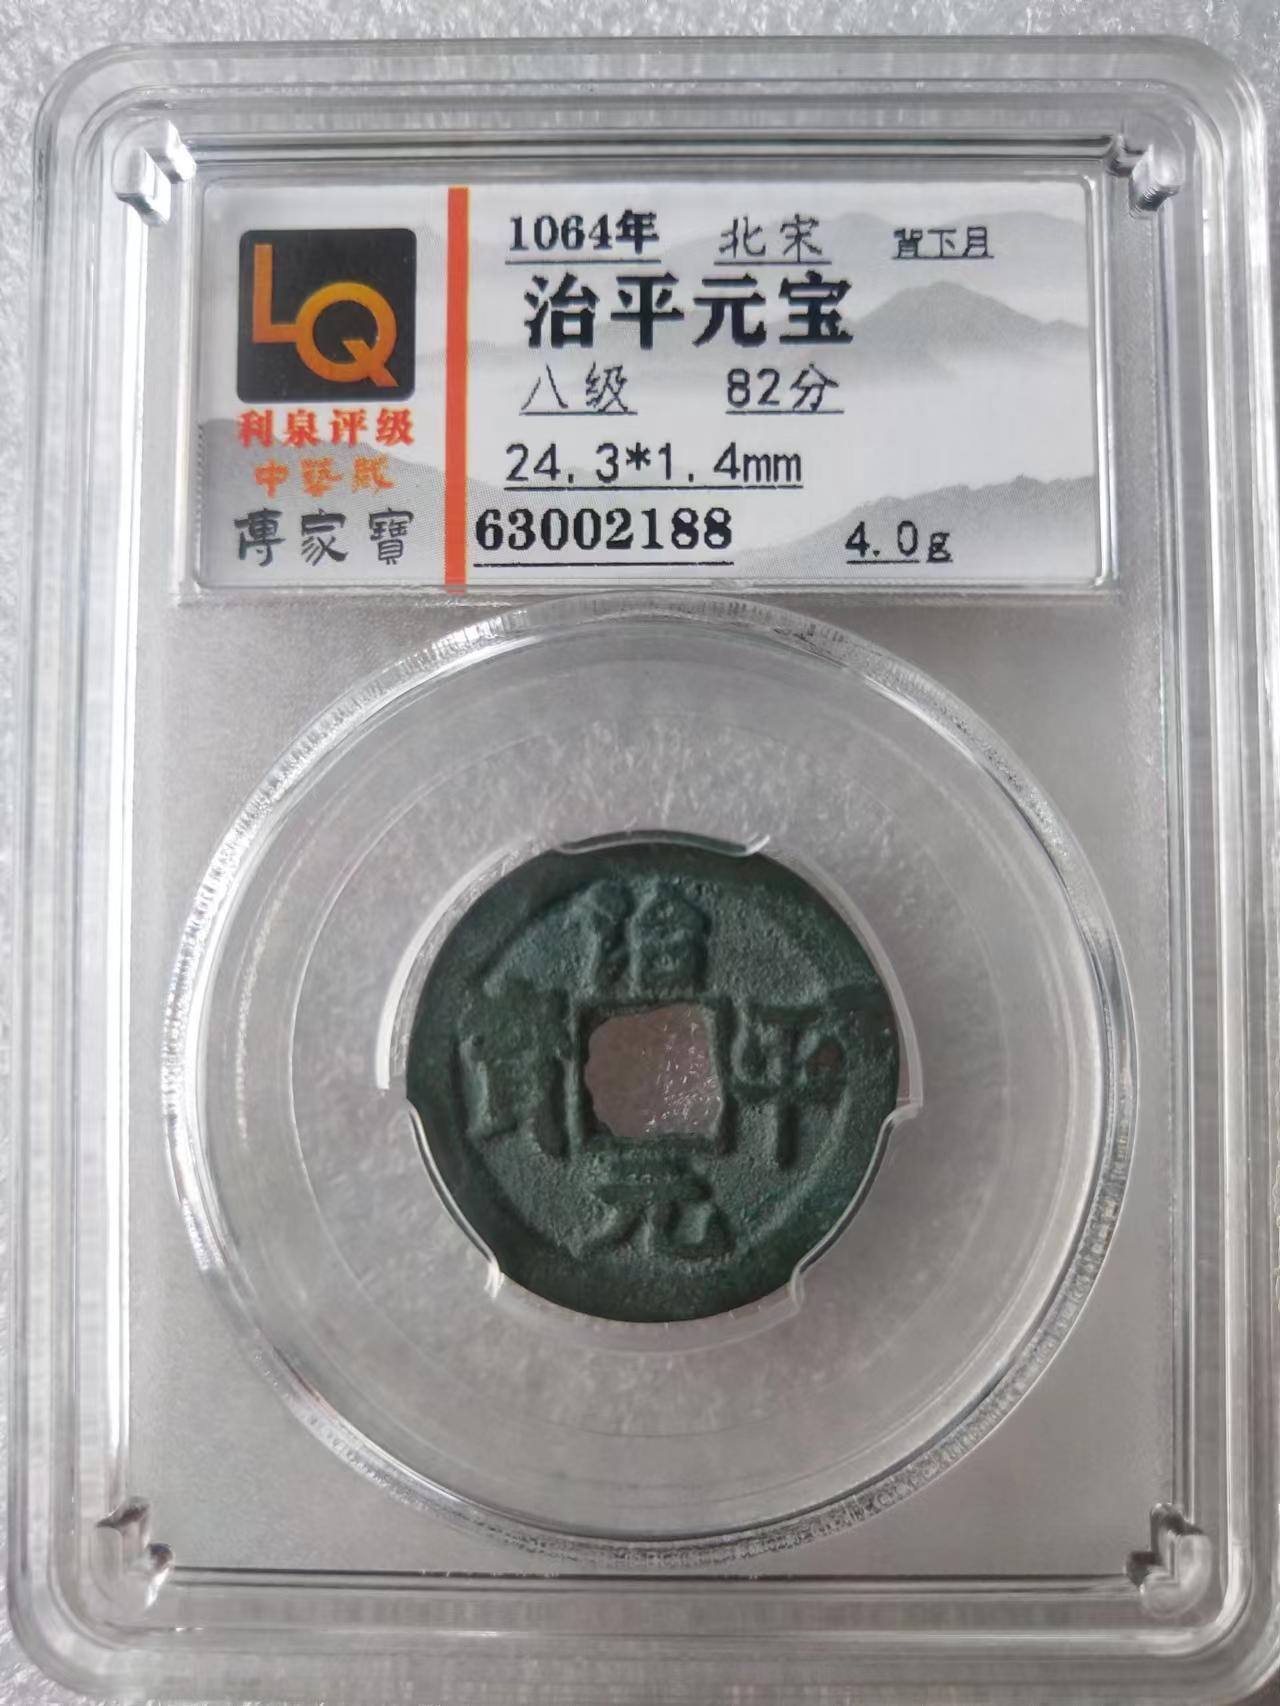 LQ
利泉评级
中藝藏
傳家寶
1064年 北宋 背下月
治平元宝
八级 82分
24.3*1.4mm
63002188 4.0g
治平元寶